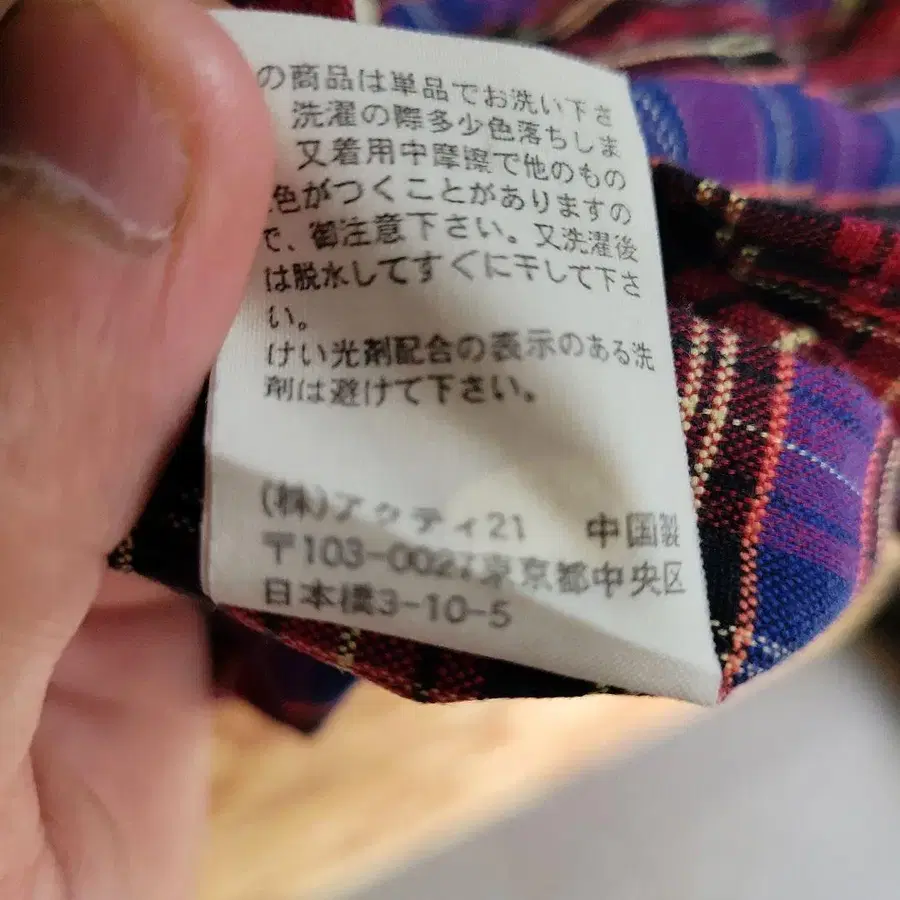 の商品は単品でお洗い下さ
洗濯の際多少色落ちしま
又着用中摩擦で他のもの
色がつくことがありますの
で、御注意下さい。又洗濯後
は脱水してすぐに干して下さ
い。
けい光剤配合の表示のある洗
剤は避けて下さい。
(株)アクティ21 中国製
〒103-0027東京都中央区
日本橋3-10-5